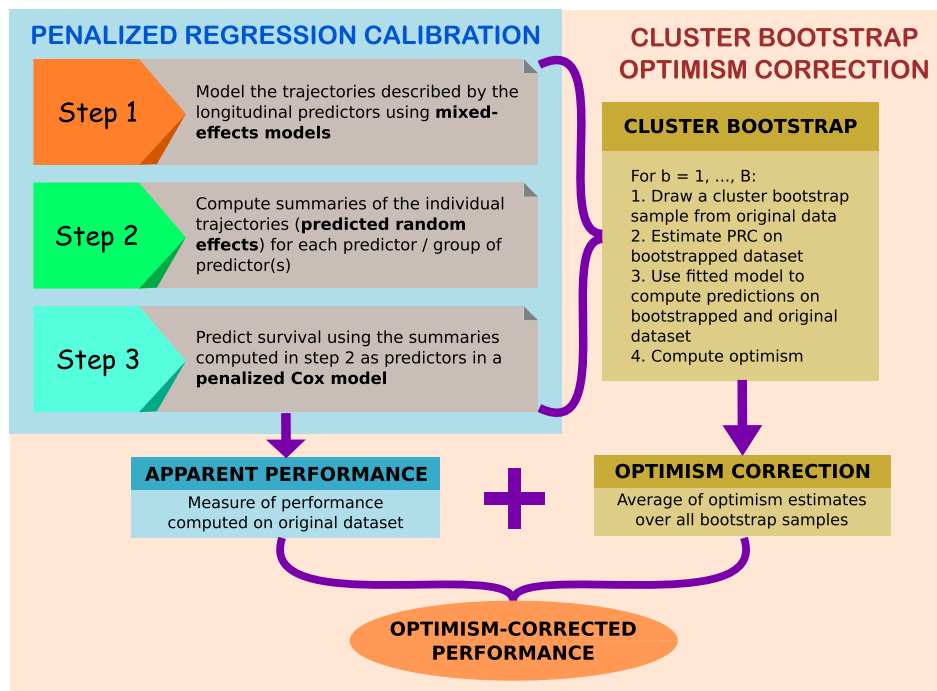 PENALIZED REGRESSION CALIBRATION
Step 1
Model the trajectories described by the
longitudinal predictors using mixed-
effects models
Step 2
Compute summaries of the individual
trajectories (predicted random
effects) for each predictor / group of
predictor(s)
Step 3
Predict survival using the summaries
computed in step 2 as predictors in a
penalized Cox model
CLUSTER BOOTSTRAP
OPTIMISM CORRECTION
CLUSTER BOOTSTRAP
For b = 1, ..., B:
1. Draw a cluster bootstrap
sample from original data
2. Estimate PRC on
bootstrapped dataset
3. Use fitted model to
compute predictions on
bootstrapped and original
dataset
4. Compute optimism
APPARENT PERFORMANCE
Measure of performance
computed on original dataset
OPTIMISM CORRECTION
Average of optimism estimates
over all bootstrap samples
OPTIMISM-CORRECTED
PERFORMANCE